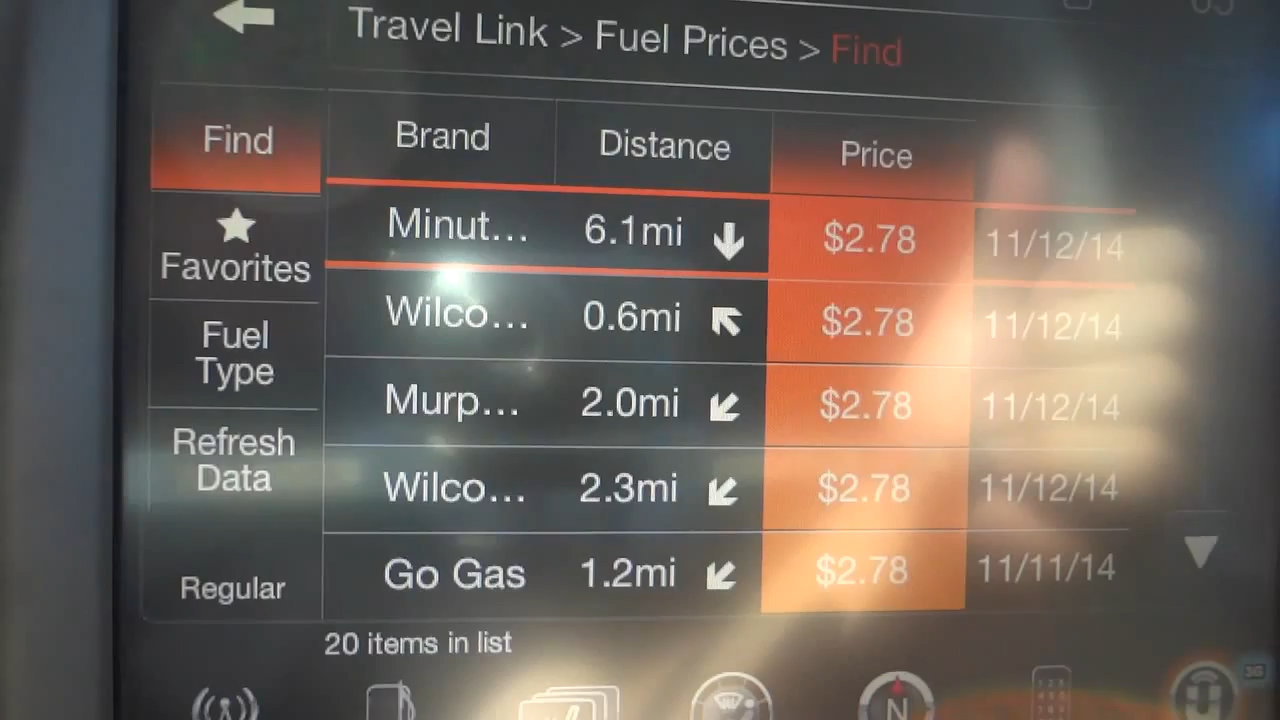 Travel Link > Fuel Prices > Find
Find
Brand
Distance
Price
Minut... 6.1mi $2.78 11/12/14
Favorites
Wilco... 0.6mi $2.78 11/12/14
Fuel
Type
Murp... 2.0mi $2.78 11/12/14
Refresh
Data
Wilco... 2.3mi $2.78 11/12/14
Go Gas 1.2mi $2.78 11/11/14
Regular
20 items in list
N
3G